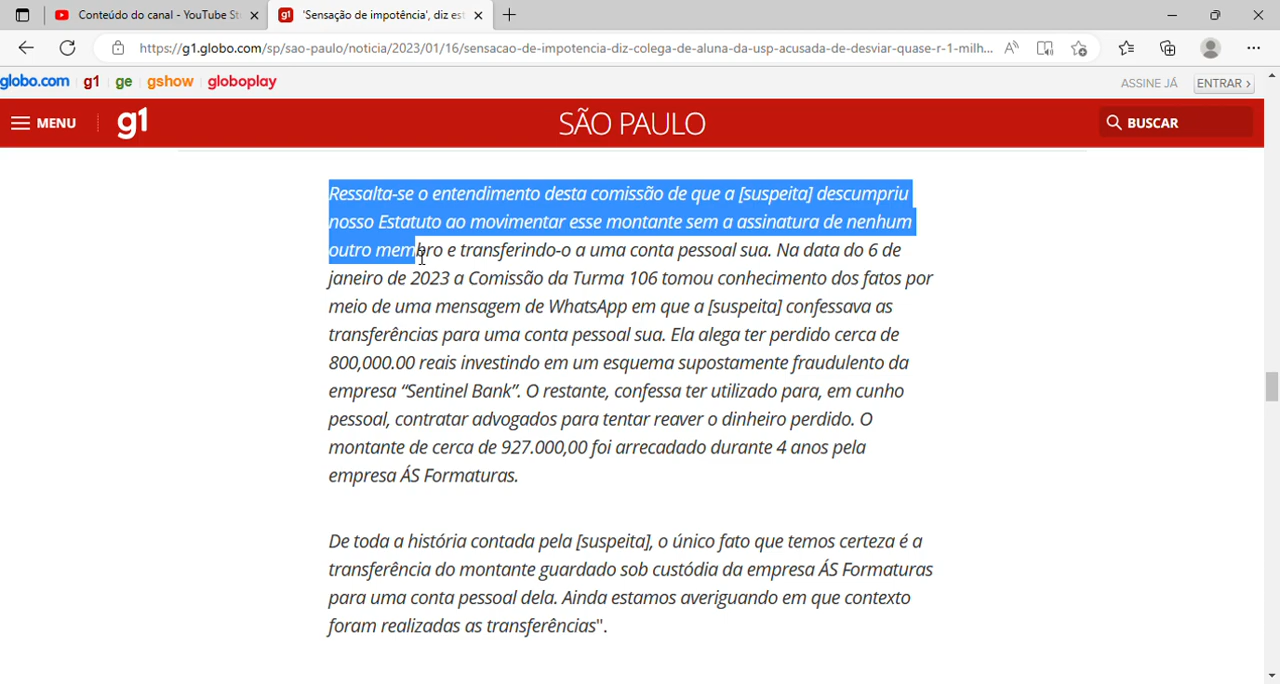 Conteúdo do canal - YouTube St
'Sensação de impotência', diz est
https://g1.globo.com/sp/sao-paulo/noticia/2023/01/16/sensacao-de-impotencia-diz-colega-de-aluna-da-usp-acusada-de-desviar-quase-r-1-milh...
globo.com g1 ge gshow globoplay ASSINE JÁ ENTRAR ›
MENU g1 SÃO PAULO BUSCAR
Ressalta-se o entendimento desta comissão de que a [suspeita] descumpriu
nosso Estatuto ao movimentar esse montante sem a assinatura de nenhum
outro membro e transferindo-o a uma conta pessoal sua. Na data do 6 de
janeiro de 2023 a Comissão da Turma 106 tomou conhecimento dos fatos por
meio de uma mensagem de WhatsApp em que a [suspeita] confessava as
transferências para uma conta pessoal sua. Ela alega ter perdido cerca de
800,000.00 reais investindo em um esquema supostamente fraudulento da
empresa “Sentinel Bank”. O restante, confessa ter utilizado para, em cunho
pessoal, contratar advogados para tentar reaver o dinheiro perdido. O
montante de cerca de 927.000,00 foi arrecadado durante 4 anos pela
empresa ÁS Formaturas.
De toda a história contada pela [suspeita], o único fato que temos certeza é a
transferência do montante guardado sob custódia da empresa ÁS Formaturas
para uma conta pessoal dela. Ainda estamos averiguando em que contexto
foram realizadas as transferências".